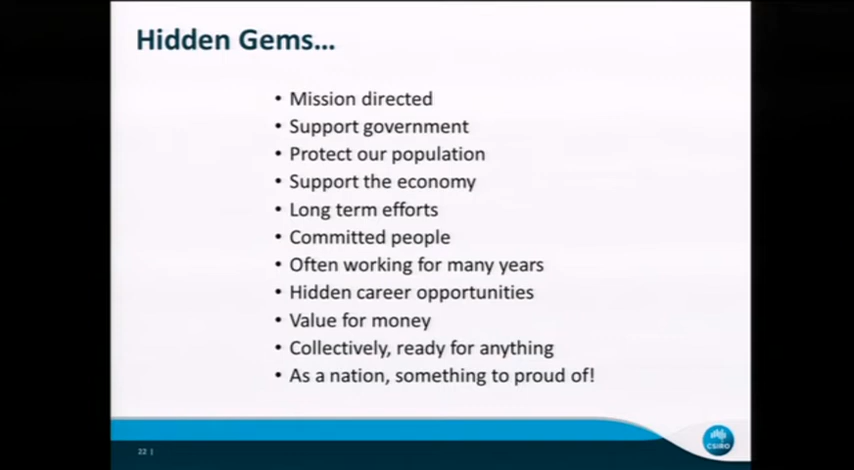 Hidden Gems...
• Mission directed
• Support government
• Protect our population
• Support the economy
• Long term efforts
• Committed people
• Often working for many years
• Hidden career opportunities
• Value for money
• Collectively, ready for anything
• As a nation, something to proud of!
22 |
CSIRO